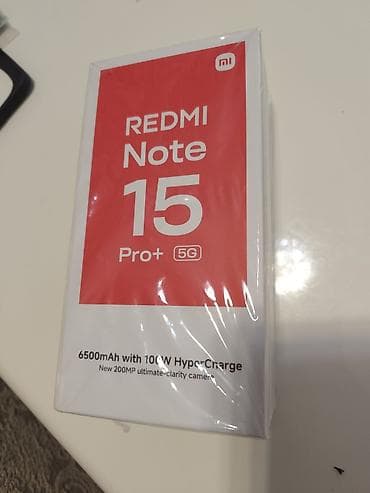 mi
REDMI
Note
15
Pro+ 5G
6500mAh with 100W HyperCharge
New 200MP ultimate-clarity camera